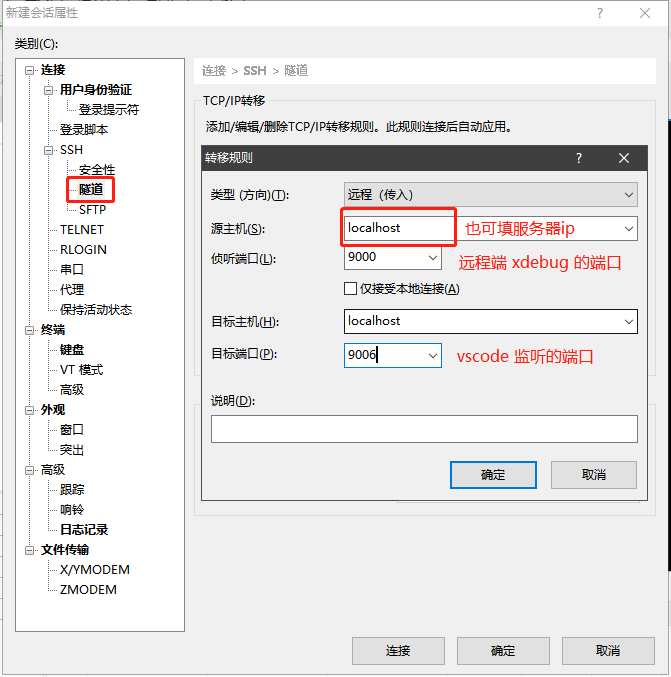 新建会话属性
类别(C):
连接
用户身份验证
登录提示符
登录脚本
SSH
安全性
隧道
SFTP
TELNET
RLOGIN
串口
代理
保持活动状态
终端
键盘
VT 模式
高级
外观
窗口
突出
高级
跟踪
响铃
日志记录
文件传输
X/YMODEM
ZMODEM
连接 > SSH > 隧道
TCP/IP转移
添加/编辑/删除TCP/IP转移规则。此规则连接后自动应用。
转移规则
类型 (方向)(T): 远程（传入）
源主机(S): localhost 也可填服务器ip
侦听端口(L): 9000 远程端 xdebug 的端口
仅接受本地连接(A)
目标主机(H): localhost
目标端口(P): 9006 vscode 监听的端口
说明(D):
确定 取消
连接 确定 取消